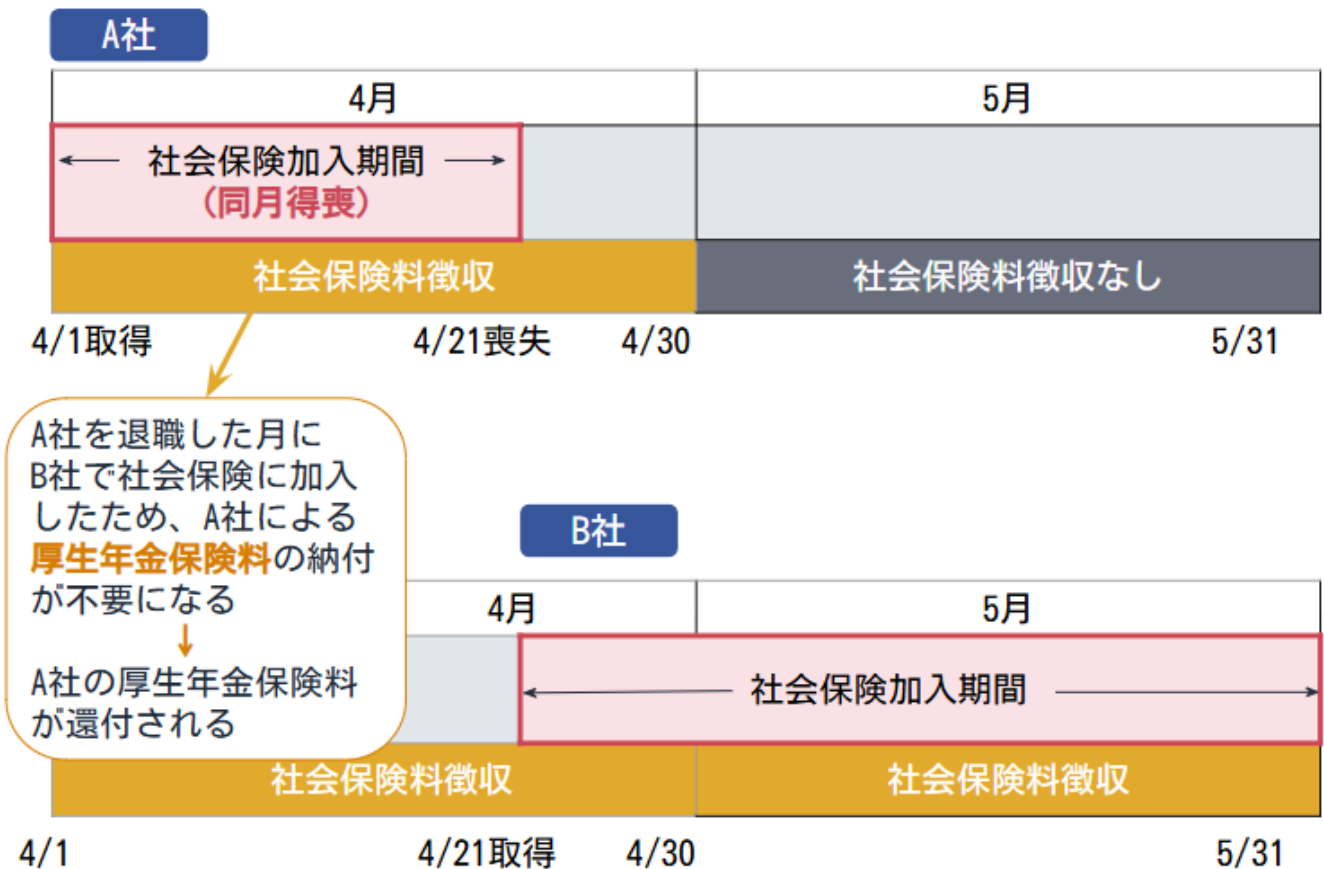 A社
4月
5月
社会保険加入期間
（同月得喪）
社会保険料徴収
社会保険料徴収なし
4/1取得
4/21喪失
4/30
5/31
A社を退職した月に
B社で社会保険に加入
したため、A社による
厚生年金保険料の納付
が不要になる
↓
A社の厚生年金保険料
が還付される
B社
4月
5月
社会保険加入期間
社会保険料徴収
社会保険料徴収
4/1
4/21取得
4/30
5/31